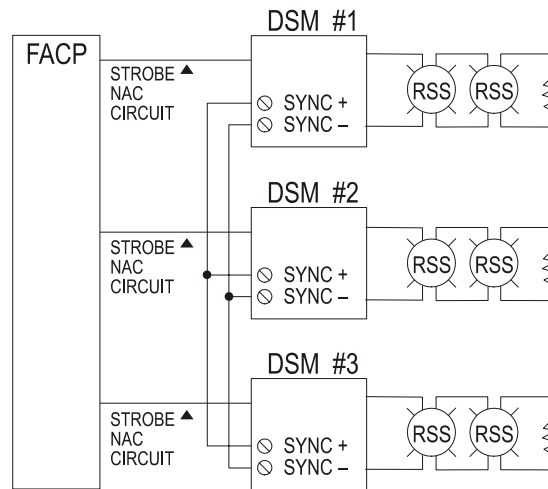 DSM #1
FACP
STROBE ▲
NAC
CIRCUIT
SYNC +
SYNC –
RSS RSS
DSM #2
STROBE ▲
NAC
CIRCUIT
SYNC +
SYNC –
RSS RSS
DSM #3
STROBE ▲
NAC
CIRCUIT
SYNC +
SYNC –
RSS RSS